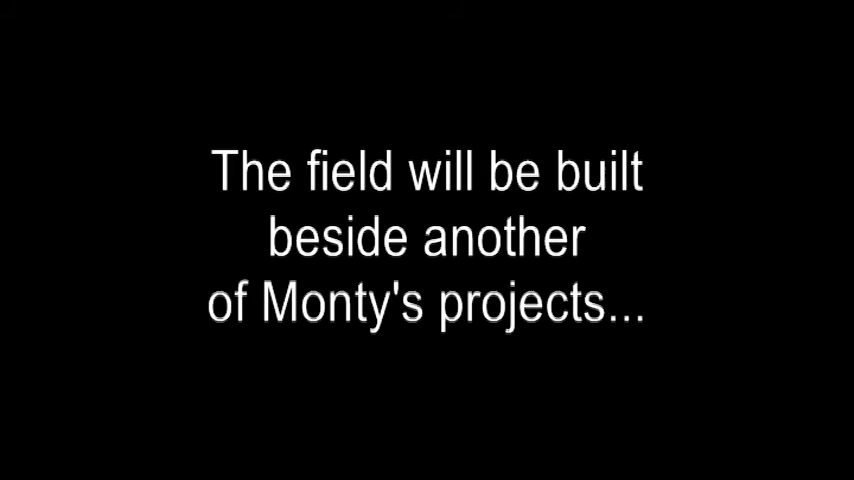 The field will be built
beside another
of Monty's projects...